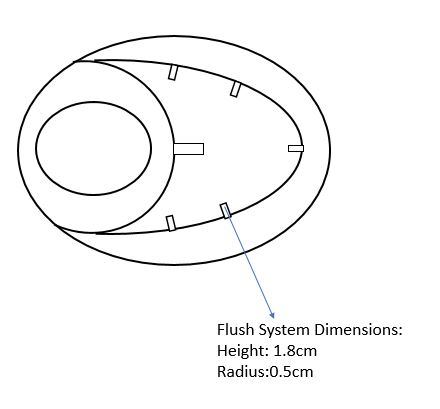 Flush System Dimensions:
Height: 1.8cm
Radius:0.5cm